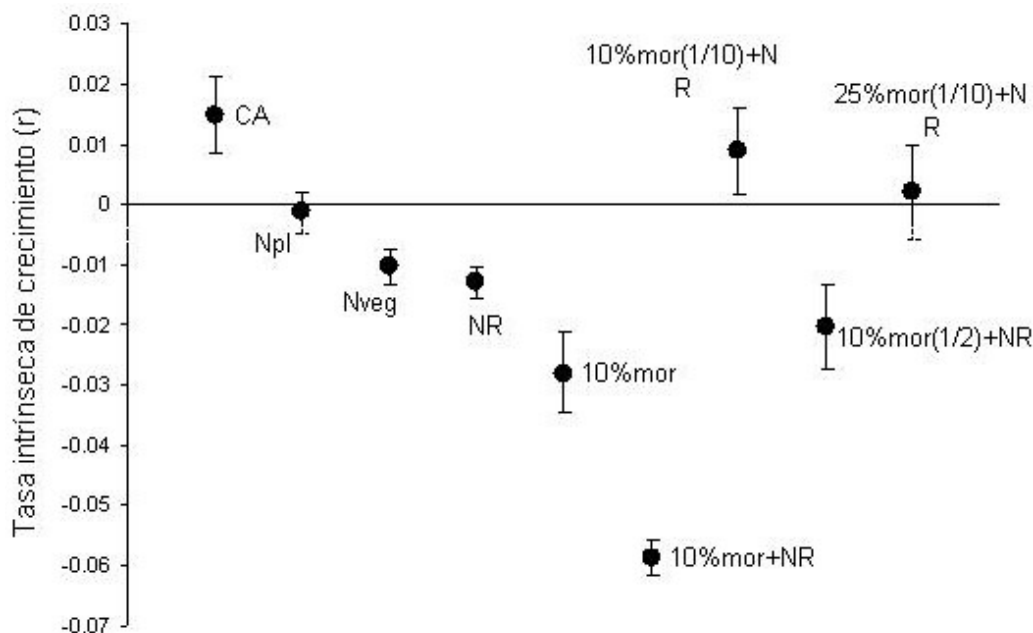 Tasa intrínseca de crecimiento (r)
0.03
0.02
0.01
0
-0.01
-0.02
-0.03
-0.04
-0.05
-0.06
-0.07
CA
Npl
Nveg
NR
10%mor
10%mor+NR
10%mor(1/10)+N
R
10%mor(1/2)+NR
25%mor(1/10)+N
R